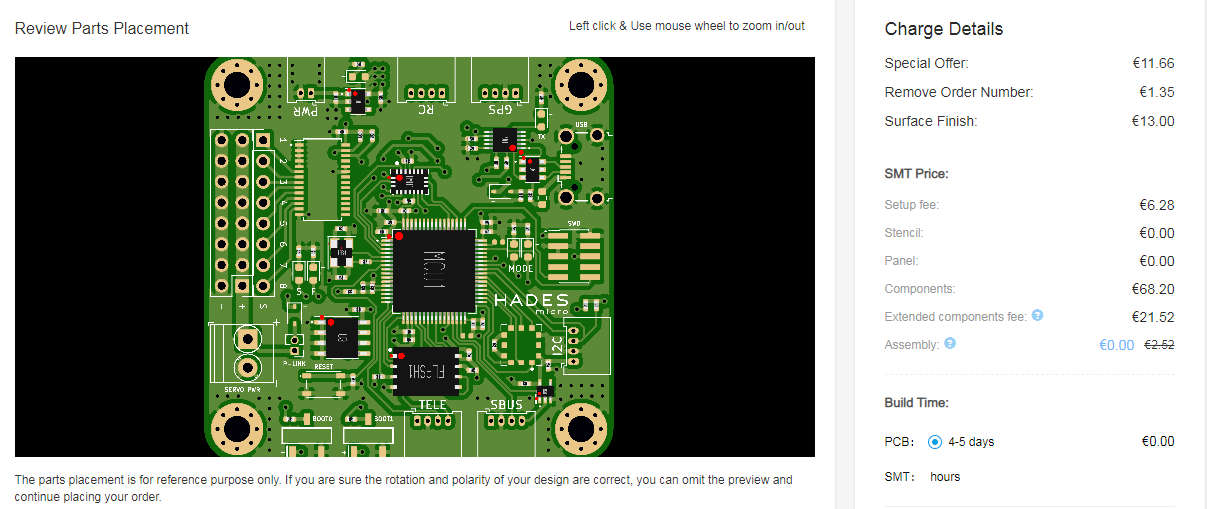 Review Parts Placement
Left click & Use mouse wheel to zoom in/out
PWR
RC
GPS
TX
USB
1
2
3
4
5
6
7
8
- + S
S F
MCU1
SWD
MODE
HADES
micro
I2C
U2
P-LINK
RESET
FLASH1
SERVO PWR
TELE
SBUS
BOOT0
BOOT1
The parts placement is for reference purpose only. If you are sure the rotation and polarity of your design are correct, you can omit the preview and
continue placing your order.
Charge Details
Special Offer: €11.66
Remove Order Number: €1.35
Surface Finish: €13.00
SMT Price:
Setup fee: €6.28
Stencil: €0.00
Panel: €0.00
Components: €68.20
Extended components fee: ? €21.52
Assembly: ? €0.00 €2.52
Build Time:
PCB: 4-5 days €0.00
SMT: hours